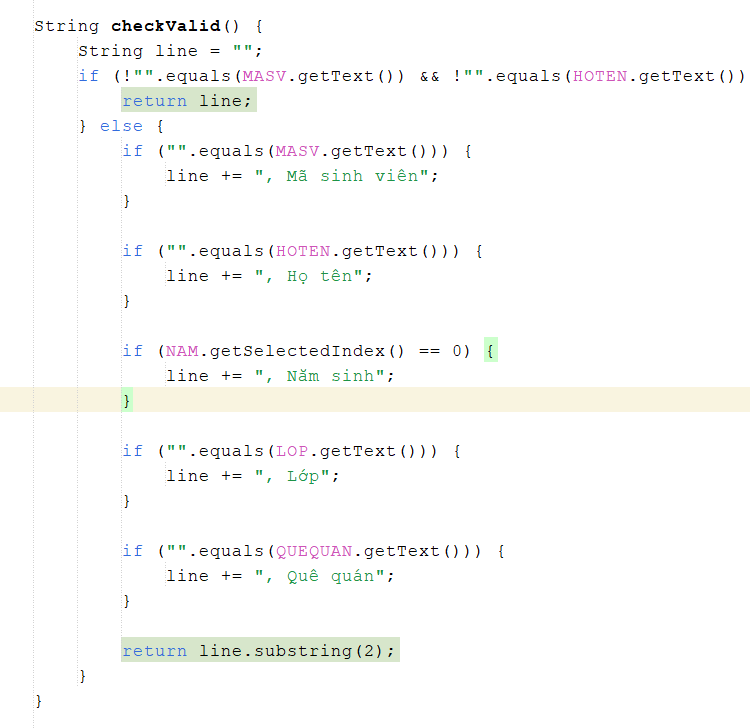 String checkValid() {
String line = "";
if (!"".equals(MASV.getText()) && !"".equals(HOTEN.getText())
return line;
} else {
if ("".equals(MASV.getText())) {
line += ", Mã sinh viên";
}
if ("".equals(HOTEN.getText())) {
line += ", Họ tên";
}
if (NAM.getSelectedIndex() == 0) {
line += ", Năm sinh";
}
if ("".equals(LOP.getText())) {
line += ", Lớp";
}
if ("".equals(QUEQUAN.getText())) {
line += ", Quê quán";
}
return line.substring(2);
}
}